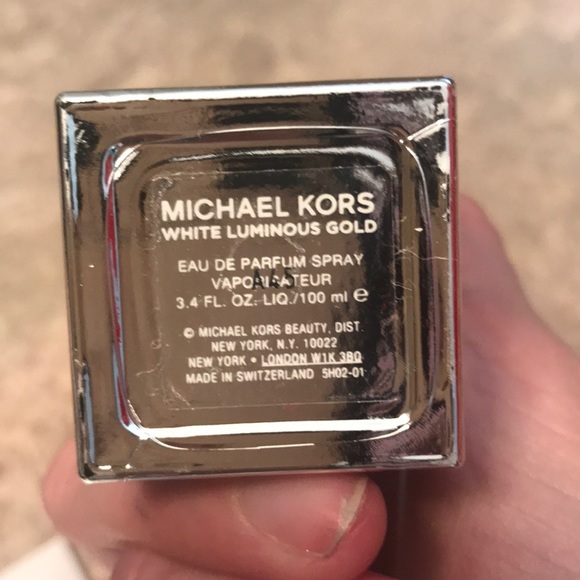 MICHAEL KORS
WHITE LUMINOUS GOLD
EAU DE PARFUM SPRAY
VAPORISATEUR
3.4 FL. OZ. LIQ./100 ml e
© MICHAEL KORS BEAUTY, DIST.
NEW YORK, N.Y. 10022
NEW YORK • LONDON W1K 3BQ
MADE IN SWITZERLAND 5H02-01